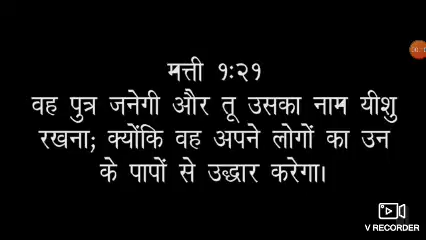 मत्ती १:२१
वह पुत्र जनेगी और तू उसका नाम यीशु
रखना; क्योंकि वह अपने लोगों का उन
के पापों से उद्धार करेगा।
V RECORDER